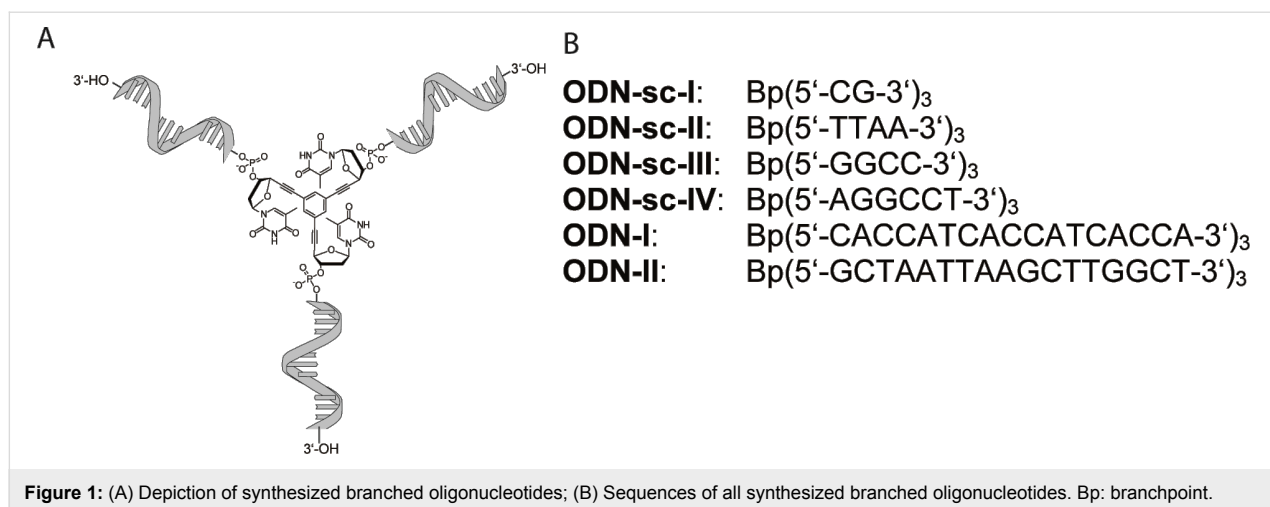 A
B
3'-HO
3'-OH
3'-OH
ODN-sc-I: Bp(5'-CG-3')3
ODN-sc-II: Bp(5'-TTAA-3')3
ODN-sc-III: Bp(5'-GGCC-3')3
ODN-sc-IV: Bp(5'-AGGCCT-3')3
ODN-I: Bp(5'-CACCATCACCATCACCA-3')3
ODN-II: Bp(5'-GCTAATTAAGCTTGGCT-3')3
Figure 1: (A) Depiction of synthesized branched oligonucleotides; (B) Sequences of all synthesized branched oligonucleotides. Bp: branchpoint.